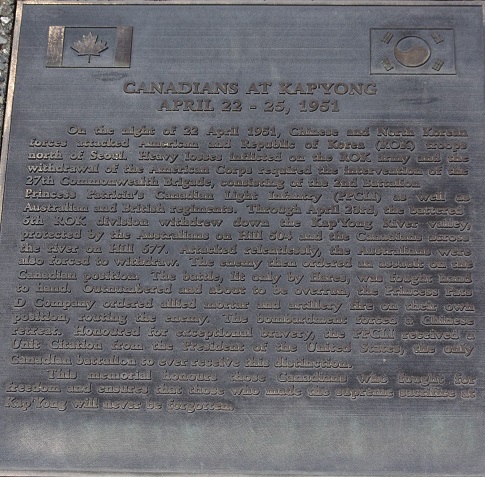 CANADIANS AT KAP'YONG
APRIL 22 - 25, 1951
On the night of 22 April 1951, Chinese and North Korean
forces attacked American and Republic of Korea (ROK) troops
north of Seoul. Heavy losses inflicted on the ROK army and the
withdrawal of the American Corps required the intervention of the
27th Commonwealth Brigade, consisting of the 2nd Battalion
Princess Patricia's Canadian Light Infantry (PPCLI) as well as
Australian and British regiments. Through April 23rd, the battered
6th ROK division withdrew down the Kap'Yong River valley,
protected by the Australians on Hill 504 and the Canadians across
the river on Hill 677. Attacked relentlessly, the Australians were
also forced to withdraw. The enemy then ordered an assault on the
Canadian position. The battle, lit only by flares, was fought hand
to hand. Outnumbered and about to be overrun, the Princess Pats'
D Company ordered allied mortar and artillery fire on their own
position, routing the enemy. The bombardment forced a Chinese
retreat. Honoured for exceptional bravery, the PPCLI received a
Unit Citation from the President of the United States, the only
Canadian battalion to ever receive this distinction.
This memorial honours those Canadians who fought for
freedom and ensures that those who made the supreme sacrifice at
Kap'Yong will never be forgotten.